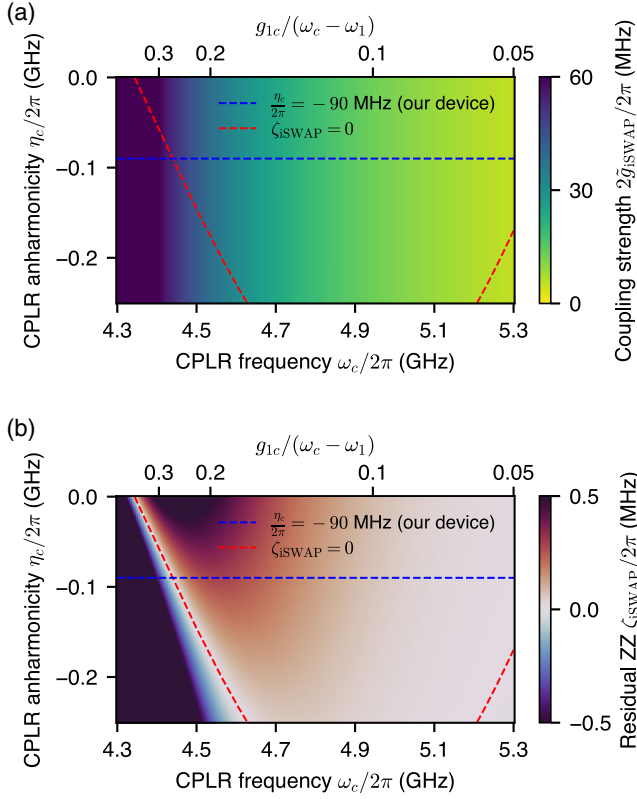 (a)
g₁c/(ωc − ω₁)
0.3 0.2 0.1 0.05
CPLR anharmonicity ηc/2π (GHz)
0.0
−0.1
−0.2
ηc/2π = −90 MHz (our device)
ζiSWAP = 0
4.3 4.5 4.7 4.9 5.1 5.3
CPLR frequency ωc/2π (GHz)
60
30
0
Coupling strength 2g̃iSWAP/2π (MHz)
(b)
g₁c/(ωc − ω₁)
0.3 0.2 0.1 0.05
CPLR anharmonicity ηc/2π (GHz)
0.0
−0.1
−0.2
ηc/2π = −90 MHz (our device)
ζiSWAP = 0
4.3 4.5 4.7 4.9 5.1 5.3
CPLR frequency ωc/2π (GHz)
0.5
0.0
−0.5
Residual ZZ ζiSWAP/2π (MHz)